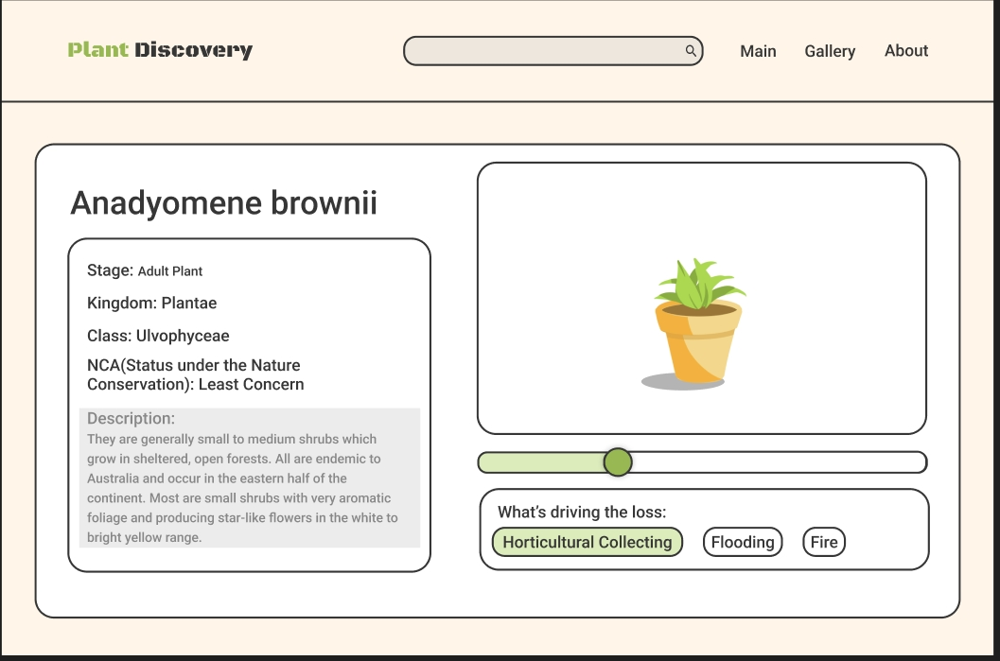 Plant Discovery
Main Gallery About
Anadyomene brownii
Stage: Adult Plant
Kingdom: Plantae
Class: Ulvophyceae
NCA(Status under the Nature
Conservation): Least Concern
Description:
They are generally small to medium shrubs which
grow in sheltered, open forests. All are endemic to
Australia and occur in the eastern half of the
continent. Most are small shrubs with very aromatic
foliage and producing star-like flowers in the white to
bright yellow range.
What’s driving the loss:
Horticultural Collecting Flooding Fire